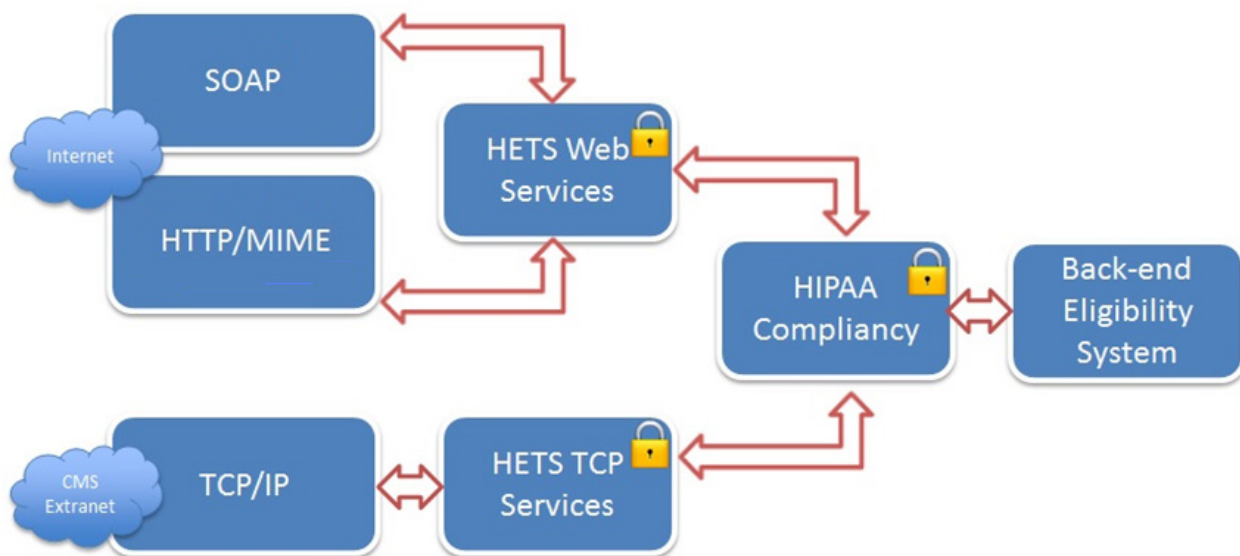 SOAP
Internet
HTTP/MIME
HETS Web
Services
HIPAA
Compliancy
Back-end
Eligibility
System
CMS
Extranet
TCP/IP
HETS TCP
Services